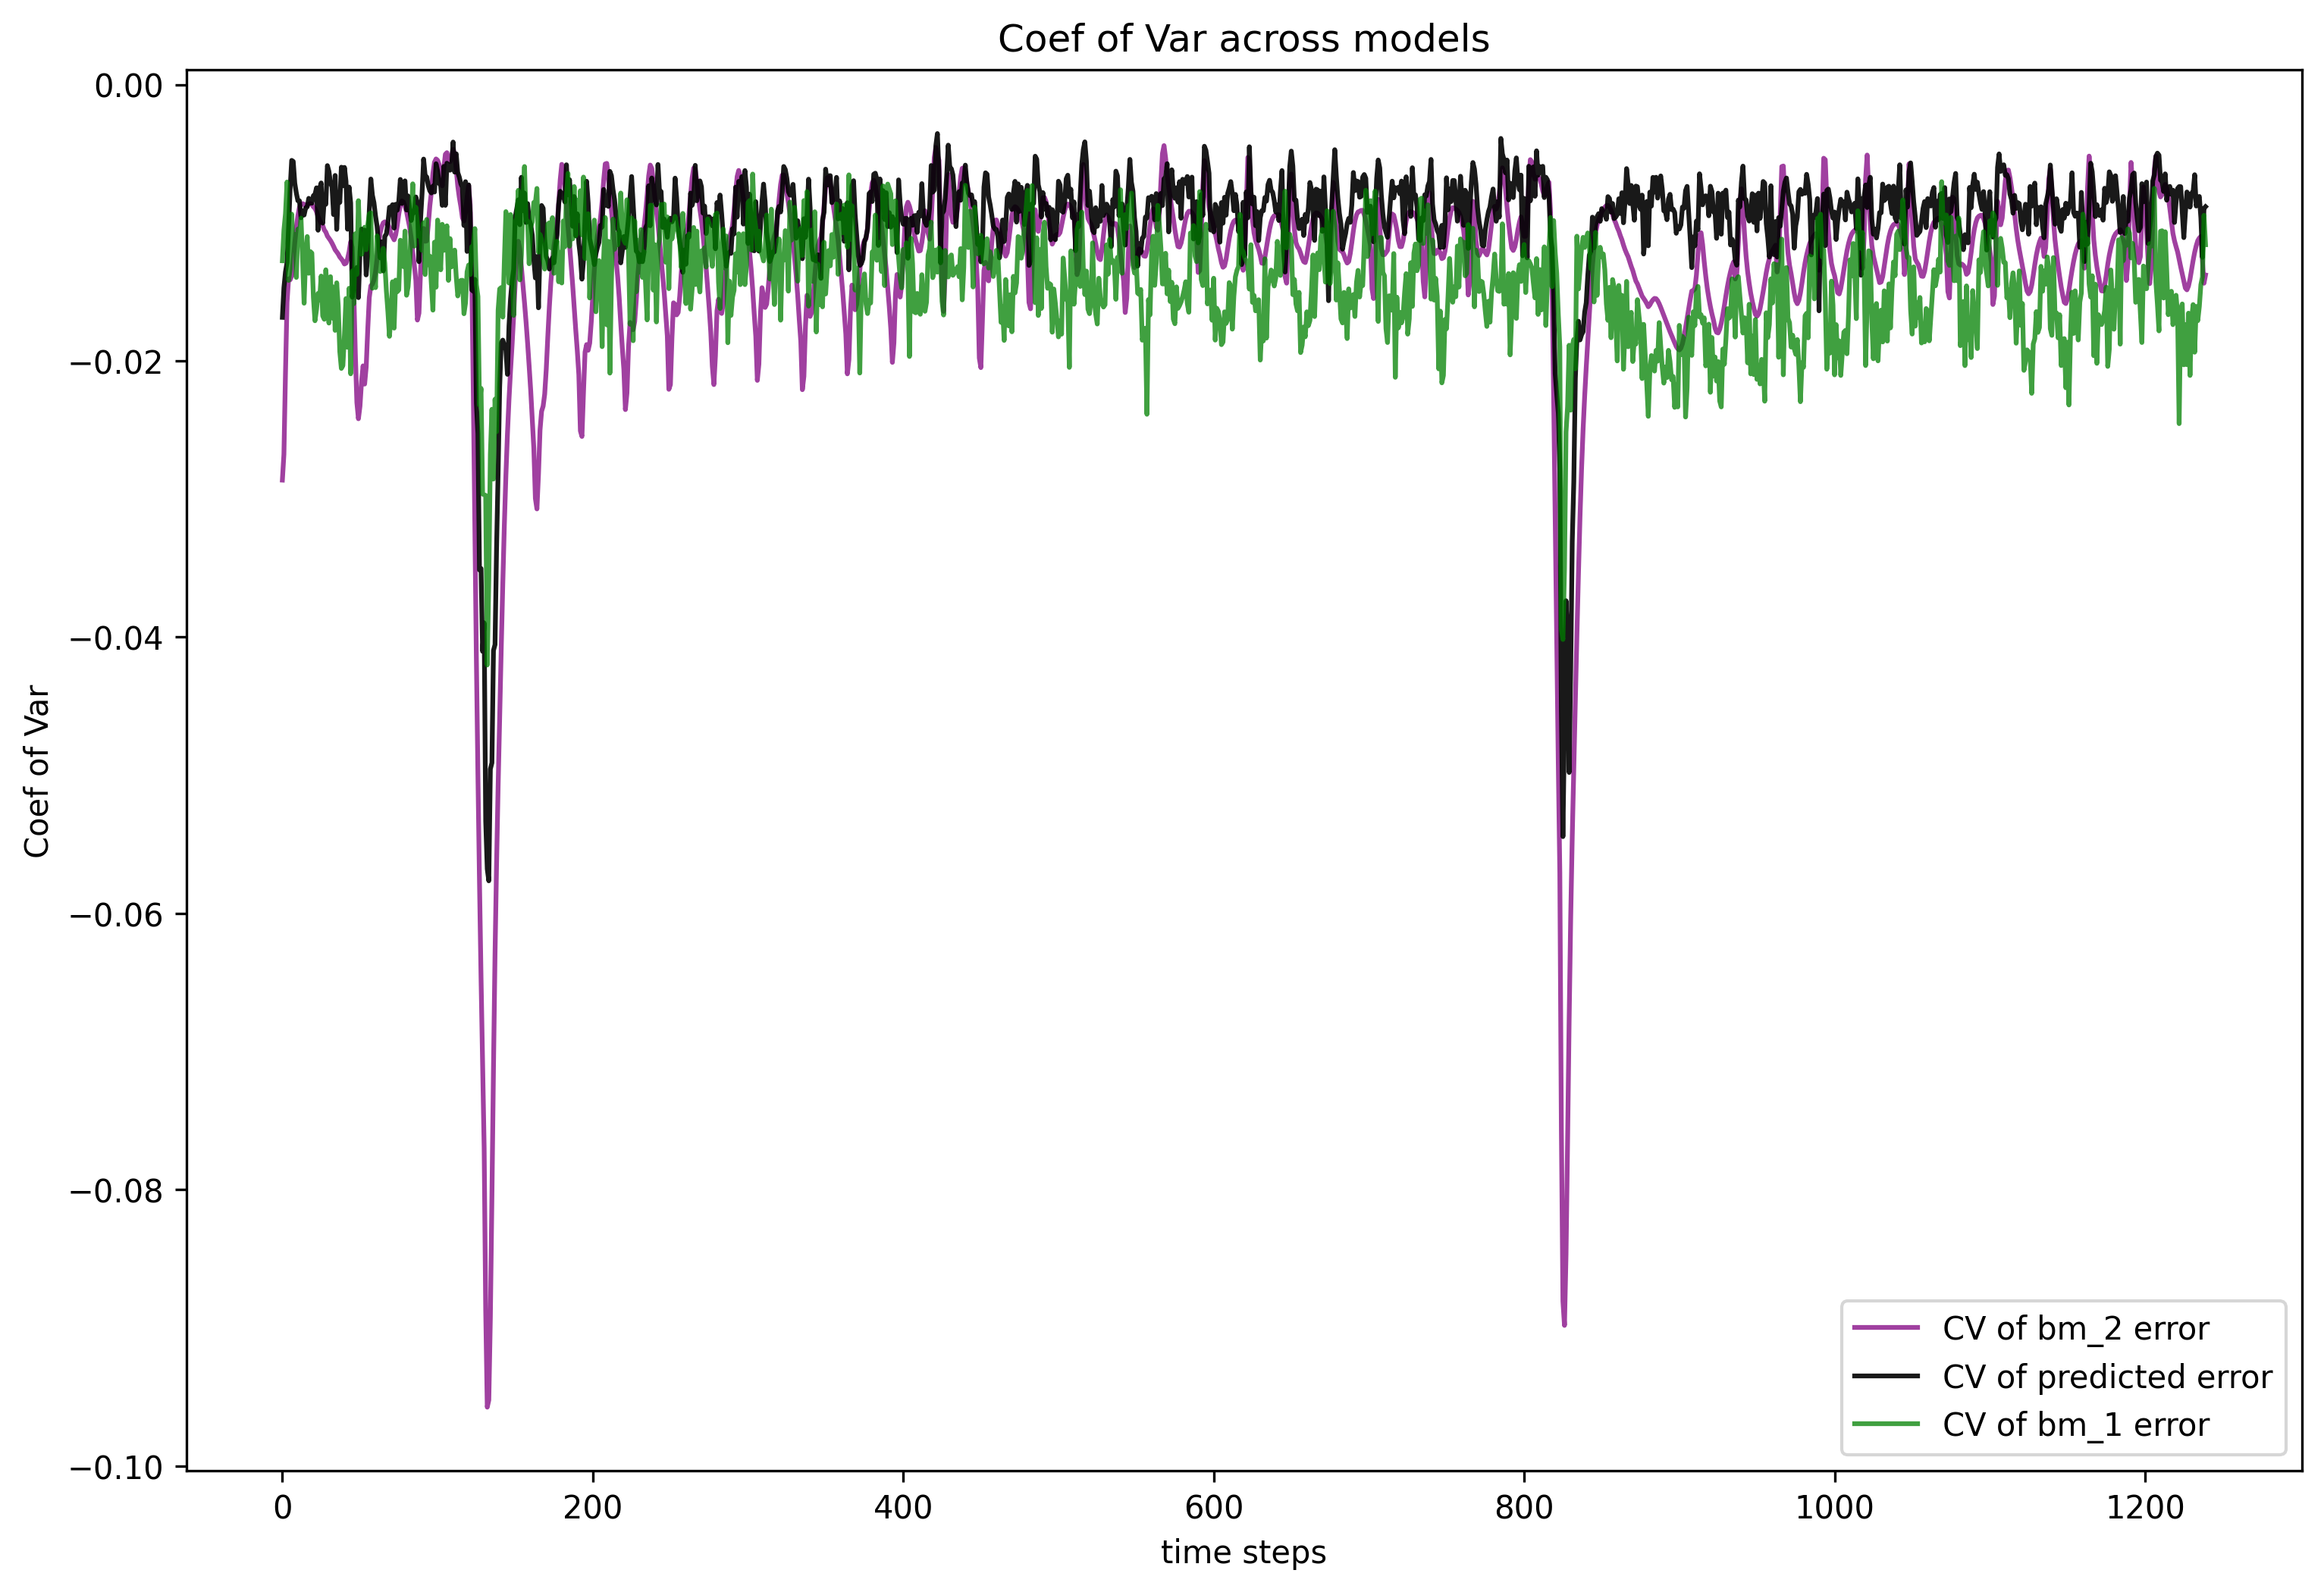 Coef of Var across models
0.00
−0.02
−0.04
−0.06
−0.08
−0.10
Coef of Var
0 200 400 600 800 1000 1200
time steps
CV of bm_2 error
CV of predicted error
CV of bm_1 error